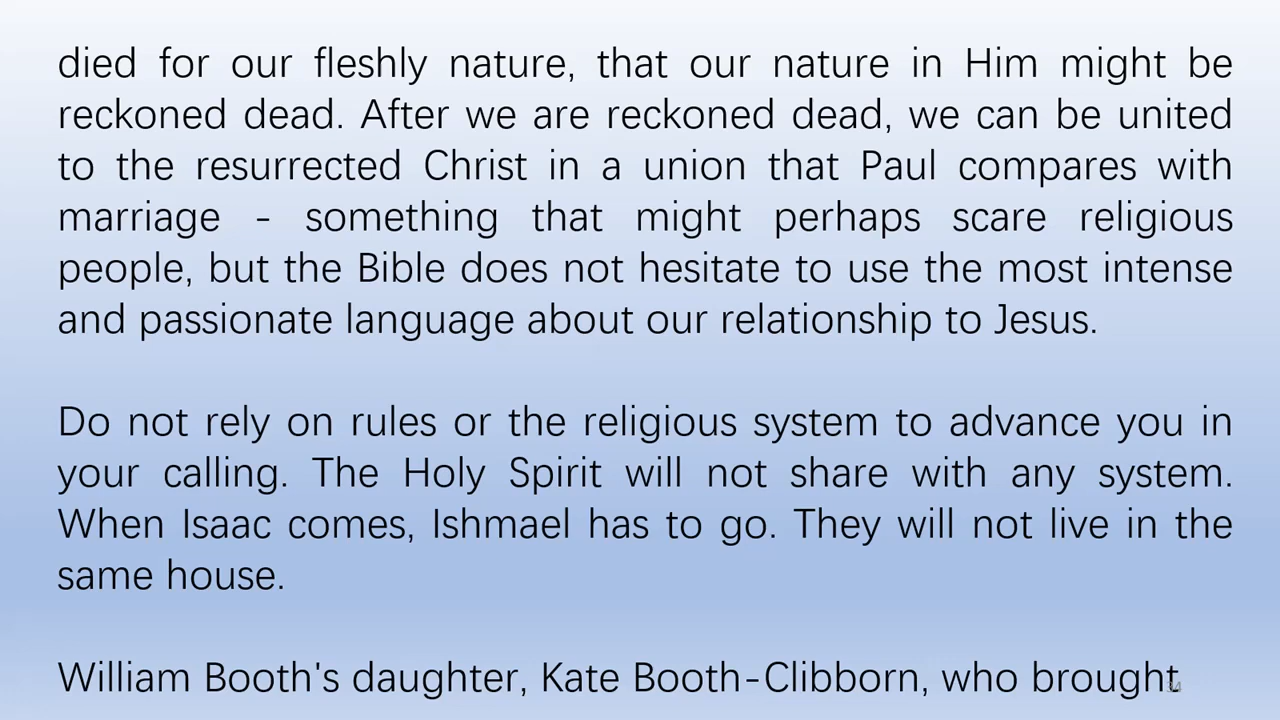 died for our fleshly nature, that our nature in Him might be
reckoned dead. After we are reckoned dead, we can be united
to the resurrected Christ in a union that Paul compares with
marriage - something that might perhaps scare religious
people, but the Bible does not hesitate to use the most intense
and passionate language about our relationship to Jesus.
Do not rely on rules or the religious system to advance you in
your calling. The Holy Spirit will not share with any system.
When Isaac comes, Ishmael has to go. They will not live in the
same house.
William Booth's daughter, Kate Booth-Clibborn, who brought
34